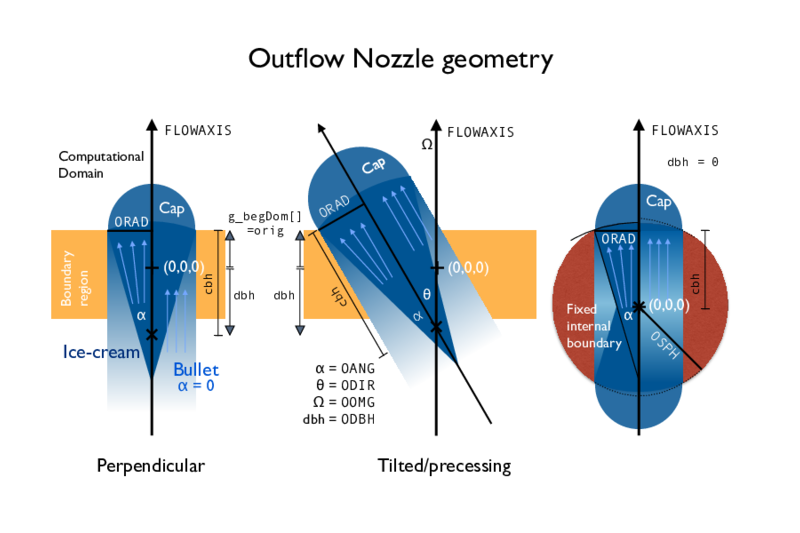 Outflow Nozzle geometry
FLOWAXIS
Computational
Domain
Cap
ORAD
Boundary
region
(0,0,0)
cbh
α
Ice-cream
Bullet
α = 0
Perpendicular
g_begDom[]
=orig
dbh
dbh
FLOWAXIS
Ω
Cap
ORAD
(0,0,0)
cbh
θ
α
α = OANG
θ = ODIR
Ω = OOMG
dbh = ODBH
Tilted/precessing
FLOWAXIS
dbh = 0
Cap
ORAD
cbh
(0,0,0)
α
Fixed
internal
boundary
OSPH